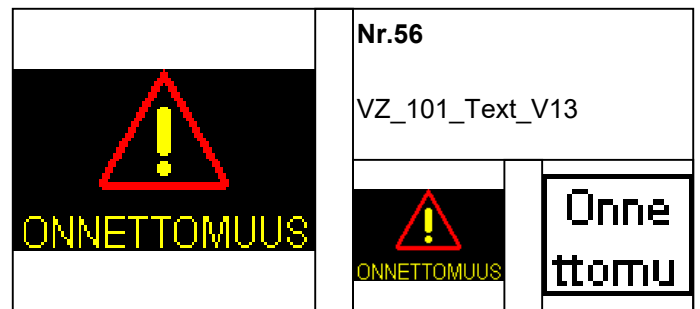 !
ONNETTOMUUS
Nr.56
VZ_101_Text_V13
!
ONNETTOMUUS
Onne
ttomu